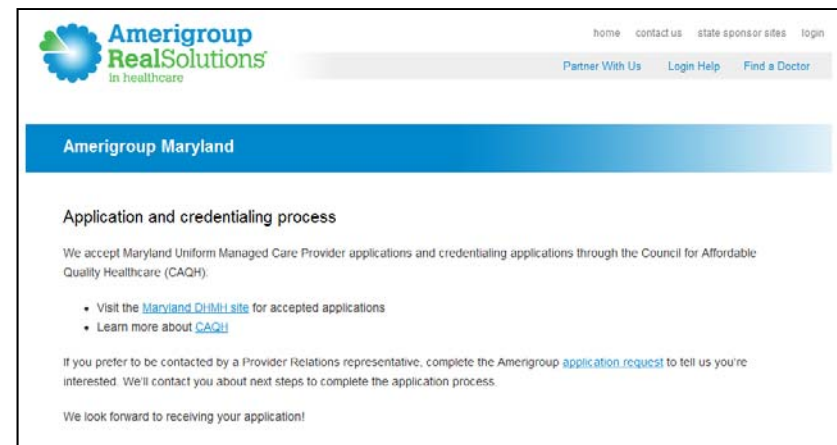 Amerigroup
RealSolutions®
in healthcare
home contact us state sponsor sites login
Partner With Us Login Help Find a Doctor
Amerigroup Maryland
Application and credentialing process
We accept Maryland Uniform Managed Care Provider applications and credentialing applications through the Council for Affordable
Quality Healthcare (CAQH):
• Visit the Maryland DHMH site for accepted applications
• Learn more about CAQH
If you prefer to be contacted by a Provider Relations representative, complete the Amerigroup application request to tell us you're
interested. We'll contact you about next steps to complete the application process.
We look forward to receiving your application!